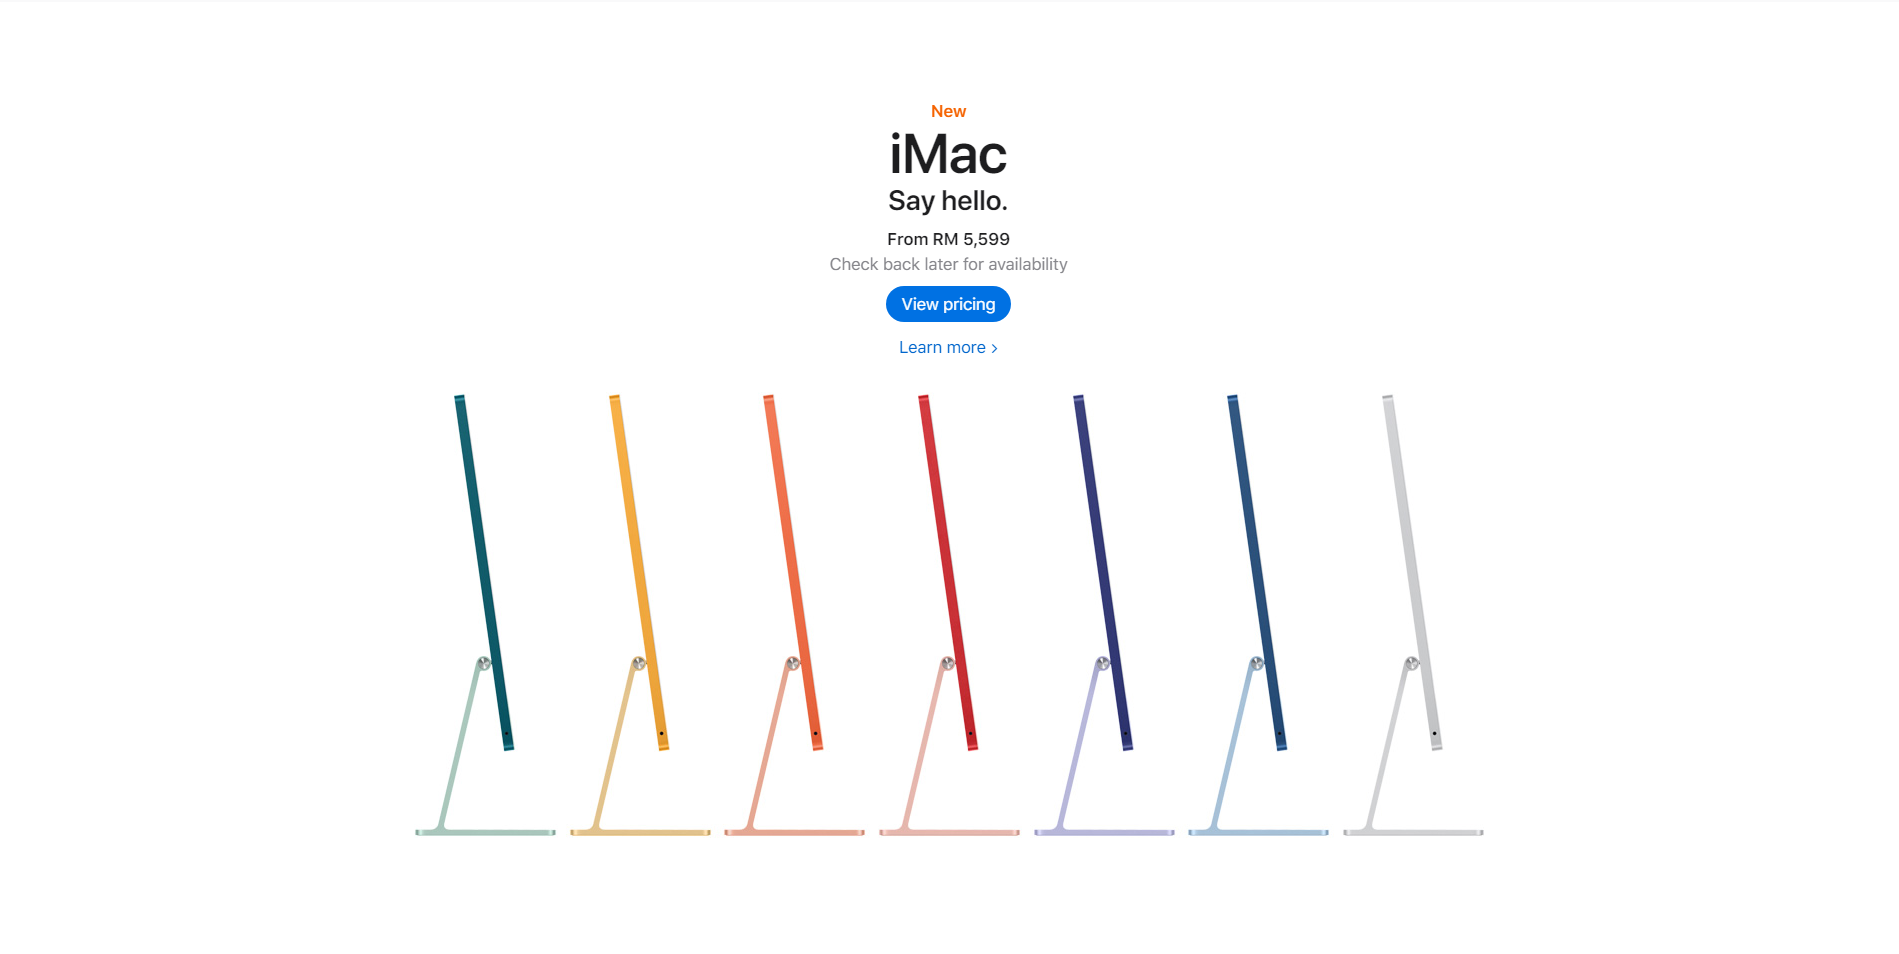 New
iMac
Say hello.
From RM 5,599
Check back later for availability
View pricing
Learn more >